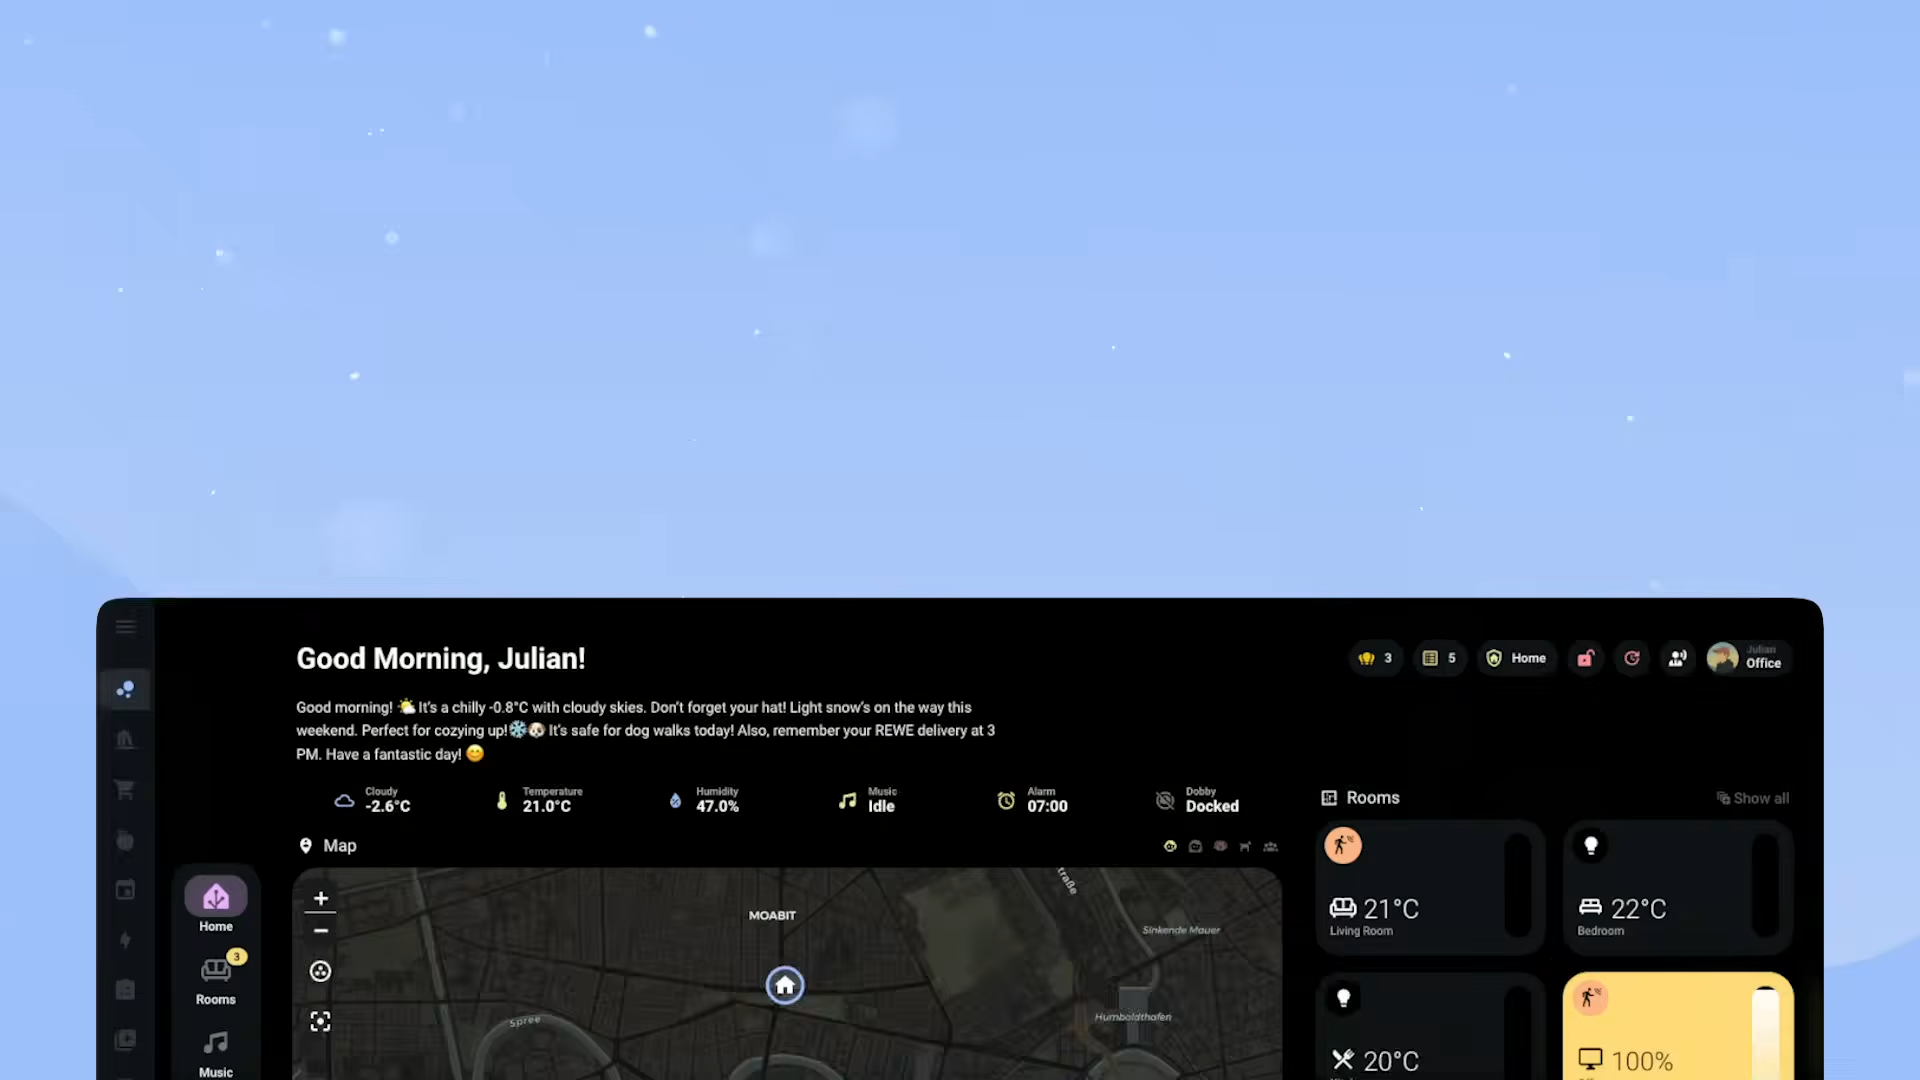 Good Morning, Julian!
3
5
Home
Julian
Office
Good morning! 🌤️ It's a chilly -0.8°C with cloudy skies. Don't forget your hat! Light snow's on the way this
weekend. Perfect for cozying up!❄️🐶 It's safe for dog walks today! Also, remember your REWE delivery at 3
PM. Have a fantastic day! 😊
Cloudy
-2.6°C
Temperature
21.0°C
Humidity
47.0%
Music
Idle
Alarm
07:00
Dobby
Docked
Rooms
Show all
Map
21°C
Living Room
22°C
Bedroom
MOABIT
Sinkende Mauer
Spree
Humboldthafen
Home
3
Rooms
Music
20°C
100%